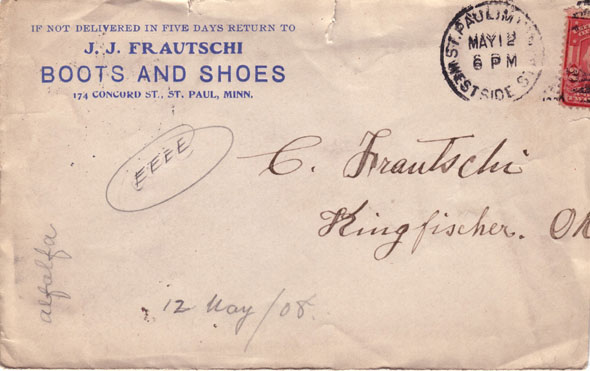 IF NOT DELIVERED IN FIVE DAYS RETURN TO
J. J. FRAUTSCHI
BOOTS AND SHOES
174 CONCORD ST., ST. PAUL, MINN.
ST. PAUL, MINN.
MAY 12
6 PM
WEST SIDE
EEEE
C. Frautschi
Kingfischer. OK
alfalfa
12 May/08.